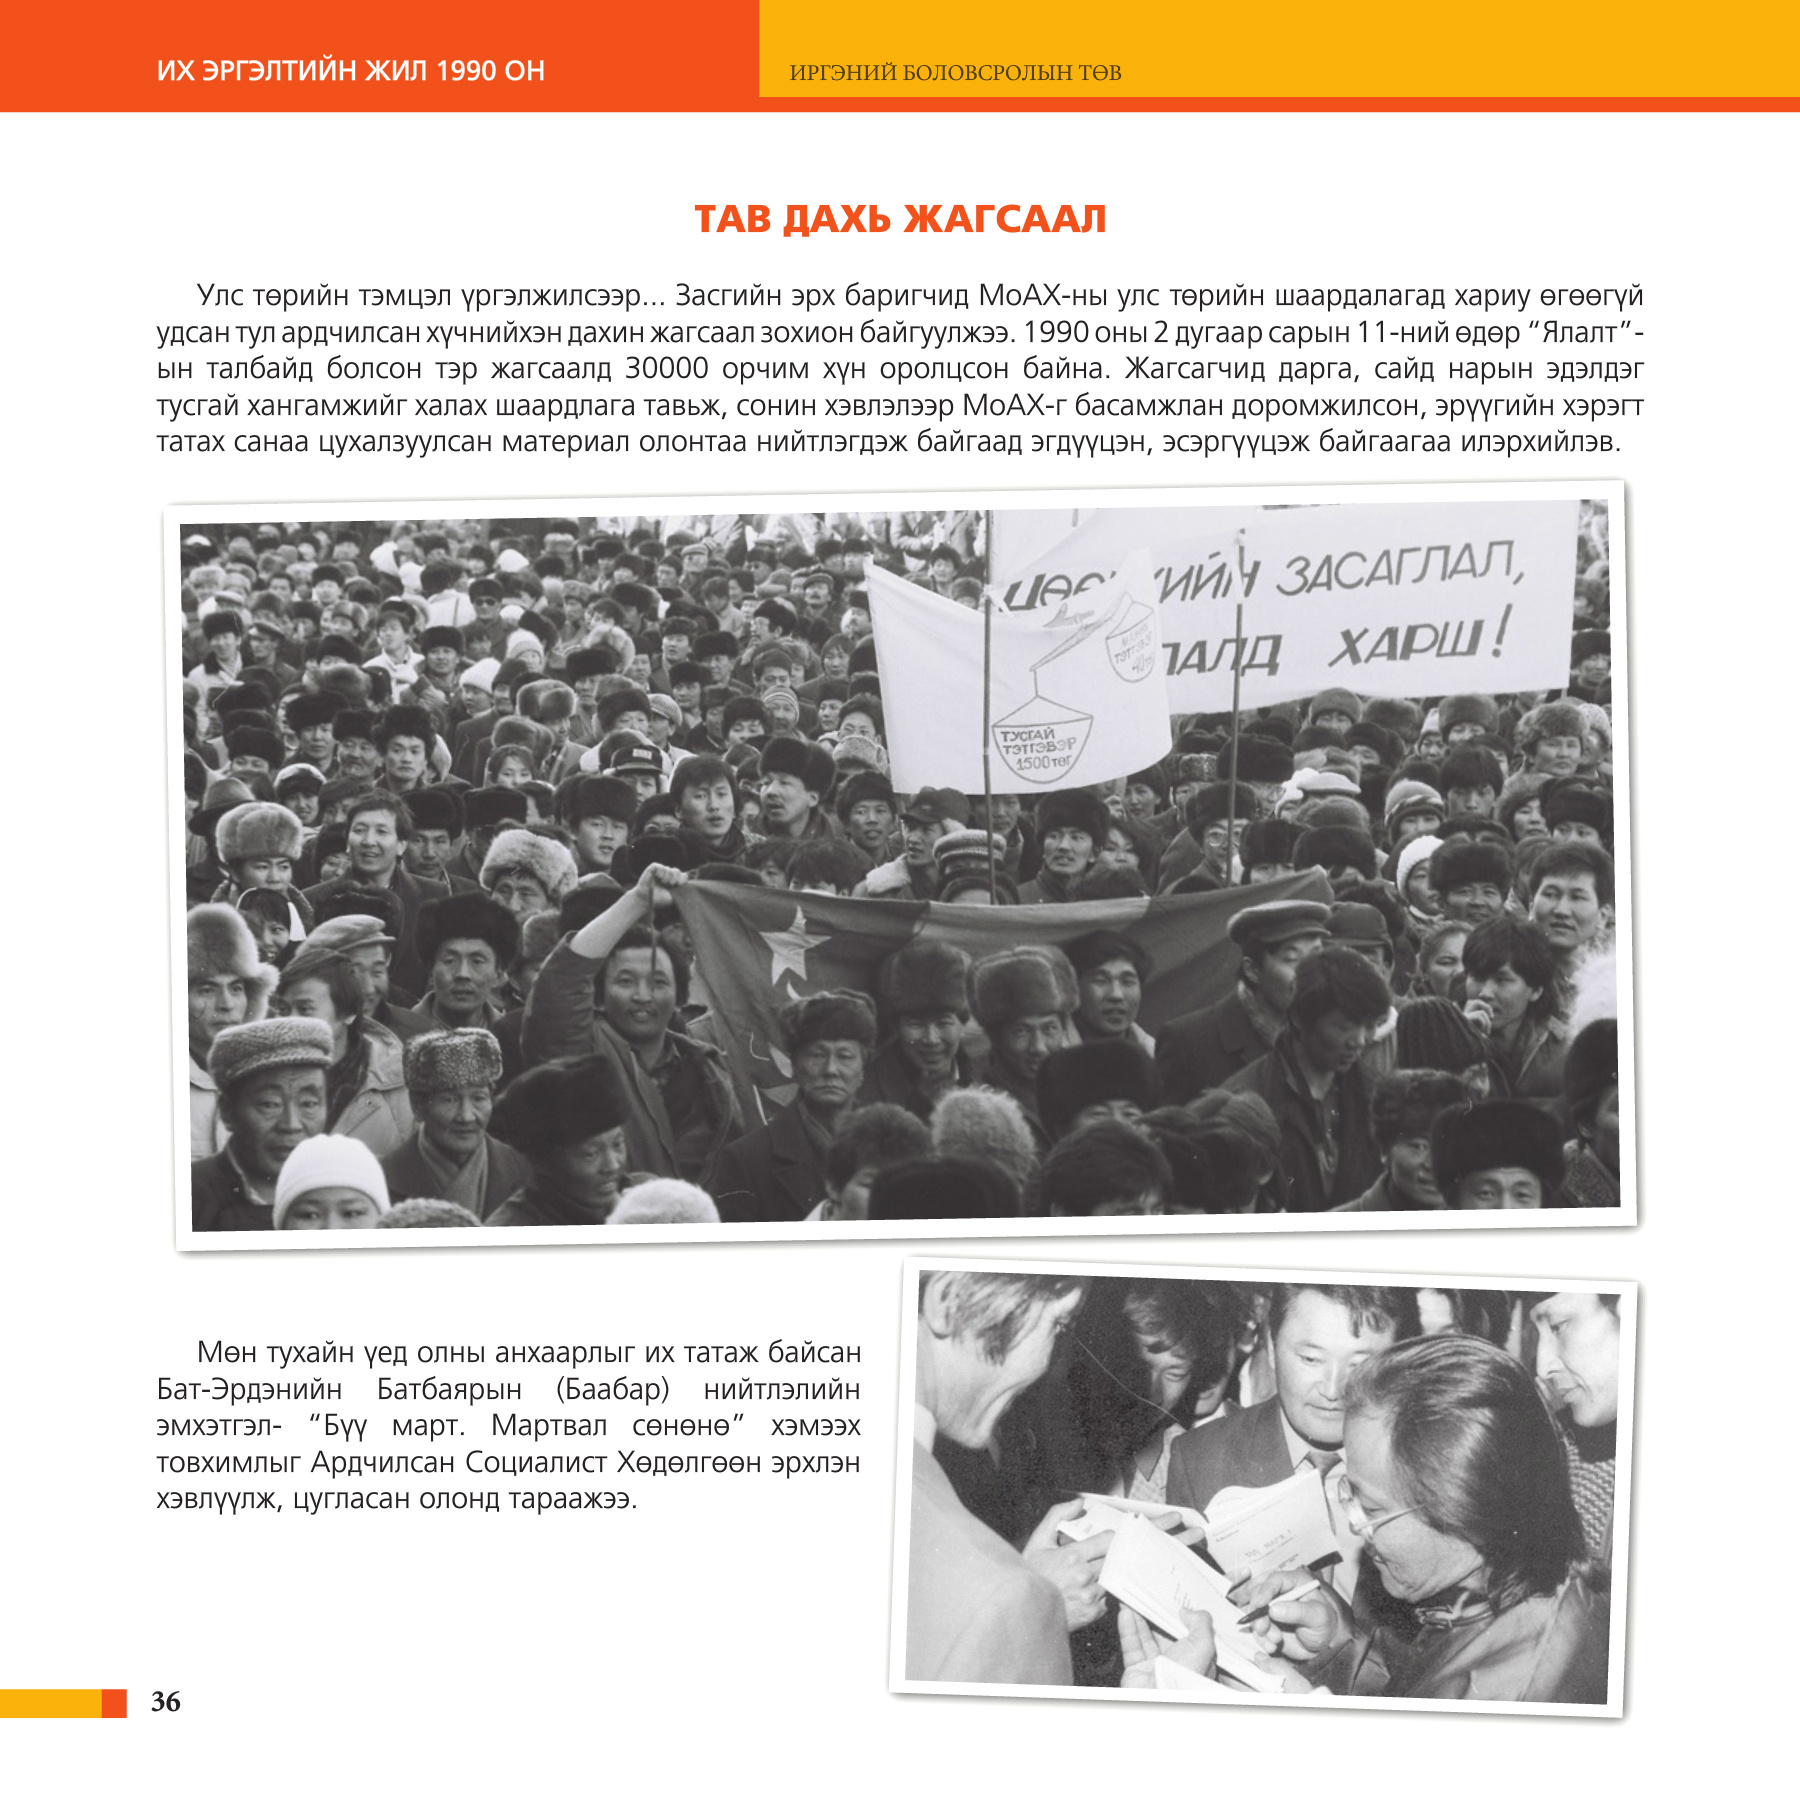 ИХ ЭРГЭЛТИЙН ЖИЛ 1990 ОН
ИРГЭНИЙ БОЛОВСРОЛЫН ТӨВ
ТАВ ДАХЬ ЖАГСААЛ
Улс төрийн тэмцэл үргэлжилсээр... Засгийн эрх баригчид МоАХ-ны улс төрийн шаардалагад хариу өгөөгүй
удсан тул ардчилсан хүчнийхэн дахин жагсаал зохион байгуулжээ. 1990 оны 2 дугаар сарын 11-ний өдөр “Ялалт”-
ын талбайд болсон тэр жагсаалд 30000 орчим хүн оролцсон байна. Жагсагчид дарга, сайд нарын эдэлдэг
тусгай хангамжийг халах шаардлага тавьж, сонин хэвлэлээр МоАХ-г басамжлан доромжилсон, эрүүгийн хэрэгт
татах санаа цухалзуулсан материал олонтаа нийтлэгдэж байгаад эгдүүцэн, эсэргүүцэж байгаагаа илэрхийлэв.
ЗАСАГЛАЛ,
ХАРШ!
ТЭТГЭВЭР
ТУСГАЙ
ТЭТГЭВЭР
1500 төг
Мөн тухайн үед олны анхаарлыг их татаж байсан
Бат-Эрдэнийн Батбаярын (Баабар) нийтлэлийн
эмхэтгэл- “Бүү март. Мартвал сөнөнө” хэмээх
товхимлыг Ардчилсан Социалист Хөдөлгөөн эрхлэн
хэвлүүлж, цугласан олонд тараажээ.
36